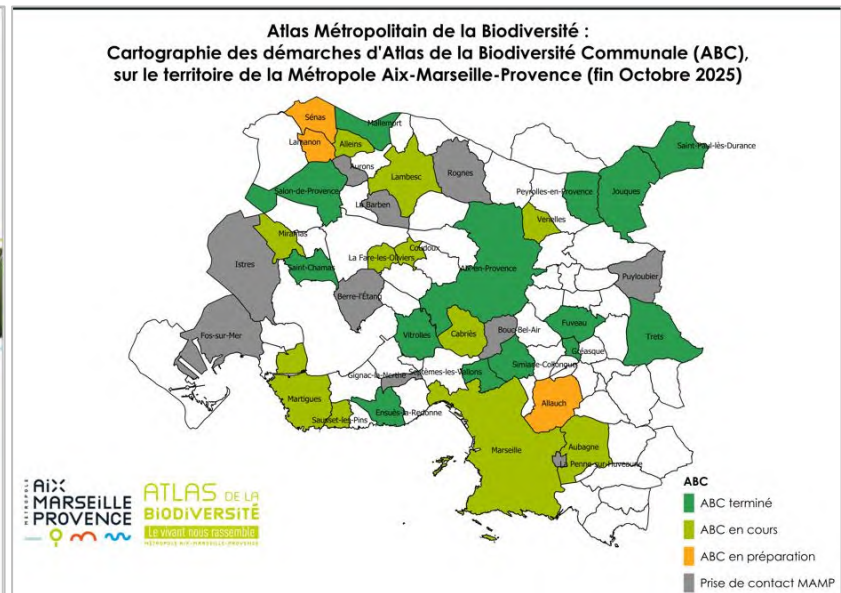 Atlas Métropolitain de la Biodiversité :
Cartographie des démarches d'Atlas de la Biodiversité Communale (ABC),
sur le territoire de la Métropole Aix-Marseille-Provence (fin Octobre 2025)
Sénas
Mallemort
Lamanon
Alleins
Saint-Paul-lès-Durance
Aurons
Lambesc
Rognes
Salon-de-Provence
Peyrolles-en-Provence
Jouques
La Barben
Venelles
Miramas
Coudoux
La Fare-les-Oliviers
Istres
Saint-Chamas
Aix-en-Provence
Puyloubier
Berre-l'Étang
Fos-sur-Mer
Vitrolles
Cabriès
Bouc-Bel-Air
Fuveau
Trets
Gréasque
Simiane-Collongue
Septèmes-les-Vallons
Gignac-la-Nerthe
Martigues
Ensuès-la-Redonne
Allauch
Sausset-les-Pins
Marseille
Aubagne
La Penne-sur-Huveaune
MÉTROPOLE
AIX
MARSEILLE
PROVENCE
ATLAS DE LA
BIODIVERSITÉ
Le vivant nous rassemble
MÉTROPOLE AIX-MARSEILLE-PROVENCE
ABC
ABC terminé
ABC en cours
ABC en préparation
Prise de contact MAMP